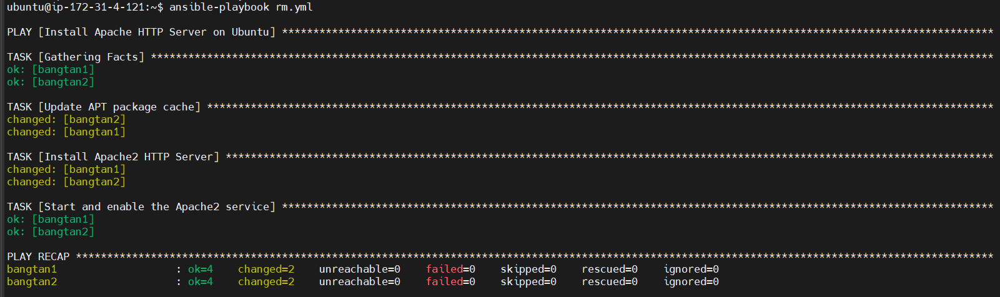 ubuntu@ip-172-31-4-121:~$ ansible-playbook rm.yml
PLAY [Install Apache HTTP Server on Ubuntu] ******************************************************************************************************************
TASK [Gathering Facts] ***************************************************************************************************************************************
ok: [bangtan1]
ok: [bangtan2]
TASK [Update APT package cache] ******************************************************************************************************************************
changed: [bangtan2]
changed: [bangtan1]
TASK [Install Apache2 HTTP Server] ***************************************************************************************************************************
changed: [bangtan1]
changed: [bangtan2]
TASK [Start and enable the Apache2 service] ******************************************************************************************************************
ok: [bangtan1]
ok: [bangtan2]
PLAY RECAP ***************************************************************************************************************************************************
bangtan1                   : ok=4    changed=2    unreachable=0    failed=0    skipped=0    rescued=0    ignored=0
bangtan2                   : ok=4    changed=2    unreachable=0    failed=0    skipped=0    rescued=0    ignored=0